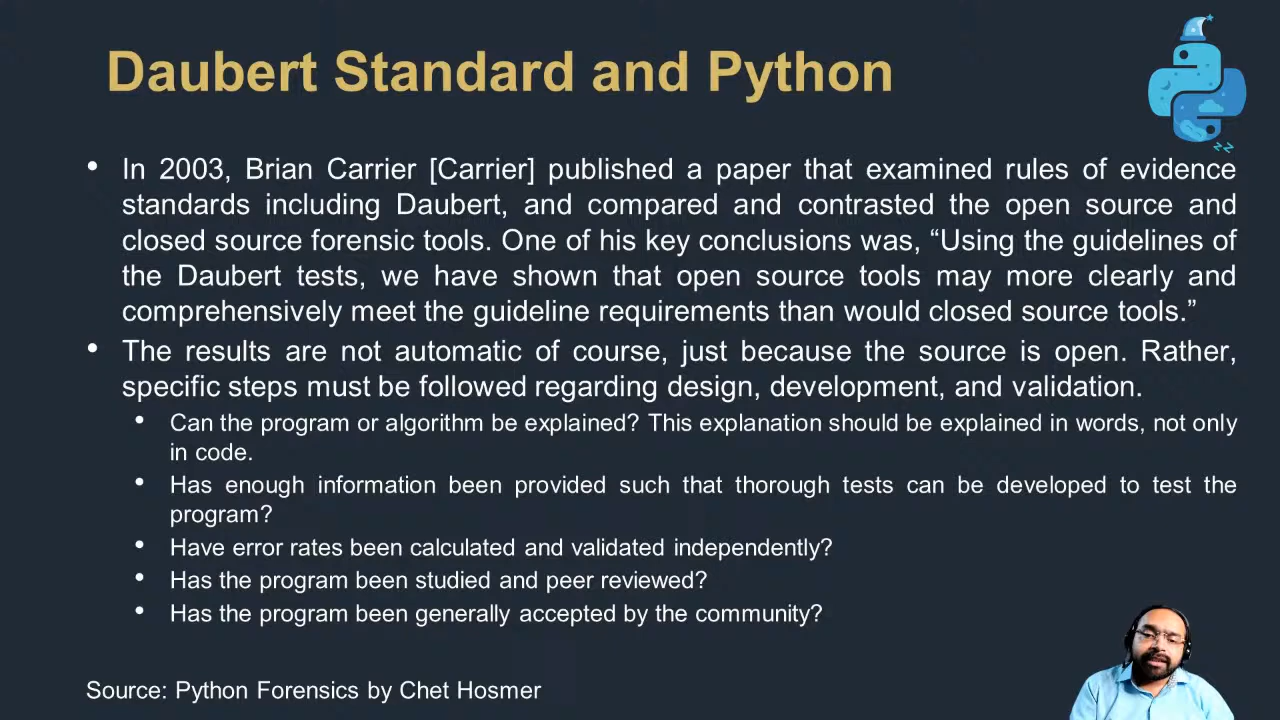 Daubert Standard and Python
• In 2003, Brian Carrier [Carrier] published a paper that examined rules of evidence
standards including Daubert, and compared and contrasted the open source and
closed source forensic tools. One of his key conclusions was, “Using the guidelines of
the Daubert tests, we have shown that open source tools may more clearly and
comprehensively meet the guideline requirements than would closed source tools.”
• The results are not automatic of course, just because the source is open. Rather,
specific steps must be followed regarding design, development, and validation.
• Can the program or algorithm be explained? This explanation should be explained in words, not only
in code.
• Has enough information been provided such that thorough tests can be developed to test the
program?
• Have error rates been calculated and validated independently?
• Has the program been studied and peer reviewed?
• Has the program been generally accepted by the community?
Source: Python Forensics by Chet Hosmer
zz